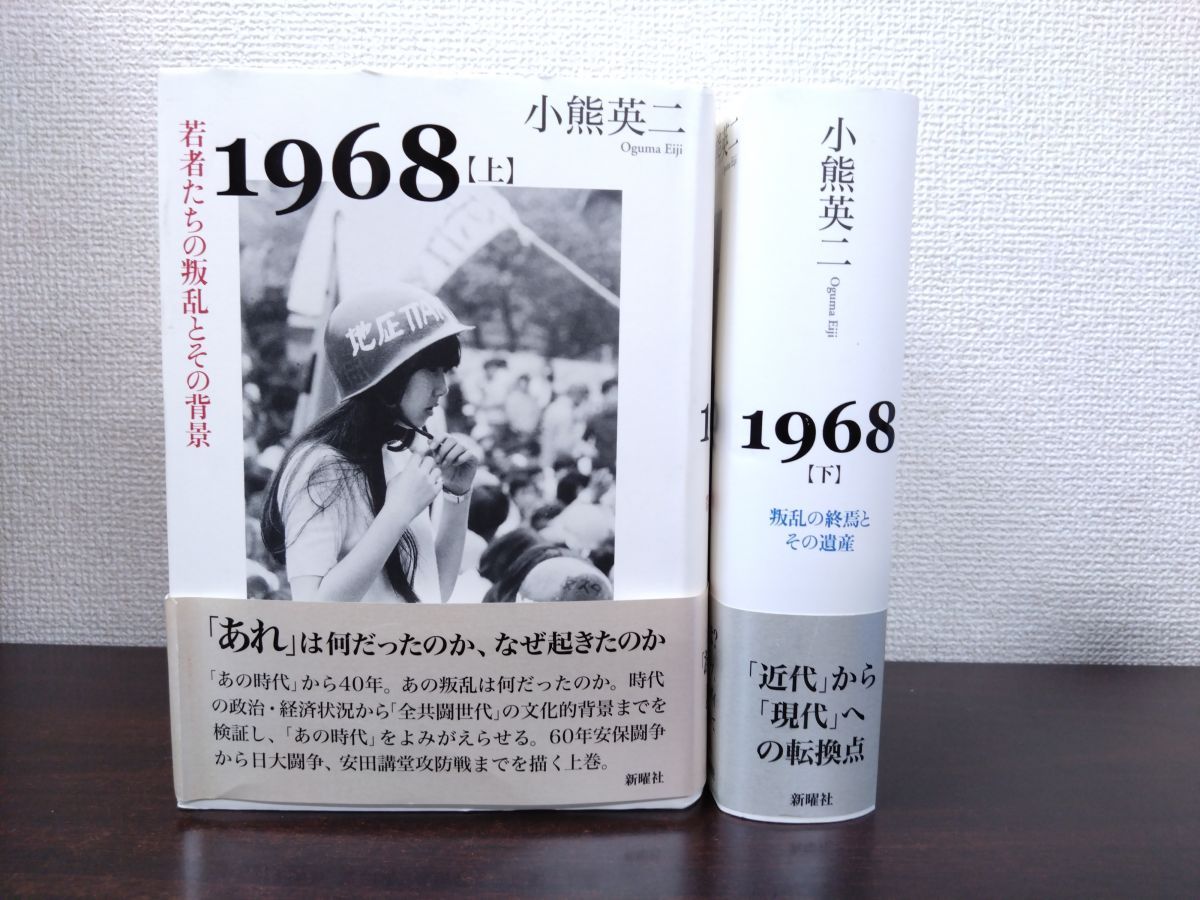 小熊英二
Oguma Eiji
1968【上】
若者たちの叛乱とその背景
「あれ」は何だったのか、なぜ起きたのか
「あの時代」から40年。あの叛乱は何だったのか。時代
の政治・経済状況から「全共闘世代」の文化的背景までを
検証し、「あの時代」をよみがえらせる。60年安保闘争
から日大闘争、安田講堂攻防戦までを描く上巻。
新曜社
小熊英二
Oguma Eiji
1968
【下】
叛乱の終焉と
その遺産
「近代」から
「現代」へ
の転換点
新曜社